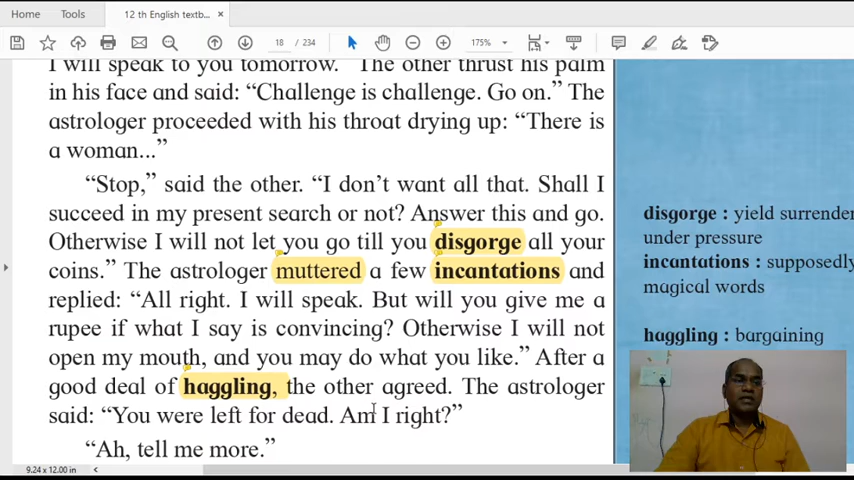 Home Tools 12 th English textb... ×
18 / 234 175%
I will speak to you tomorrow.” The other thrust his palm
in his face and said: “Challenge is challenge. Go on.” The
astrologer proceeded with his throat drying up: “There is
a woman...”
“Stop,” said the other. “I don’t want all that. Shall I
succeed in my present search or not? Answer this and go.
Otherwise I will not let you go till you disgorge all your
coins.” The astrologer muttered a few incantations and
replied: “All right. I will speak. But will you give me a
rupee if what I say is convincing? Otherwise I will not
open my mouth, and you may do what you like.” After a
good deal of haggling, the other agreed. The astrologer
said: “You were left for dead. Am I right?”
“Ah, tell me more.”
disgorge : yield surrender
under pressure
incantations : supposedly
magical words
haggling : bargaining
9.24 x 12.00 in